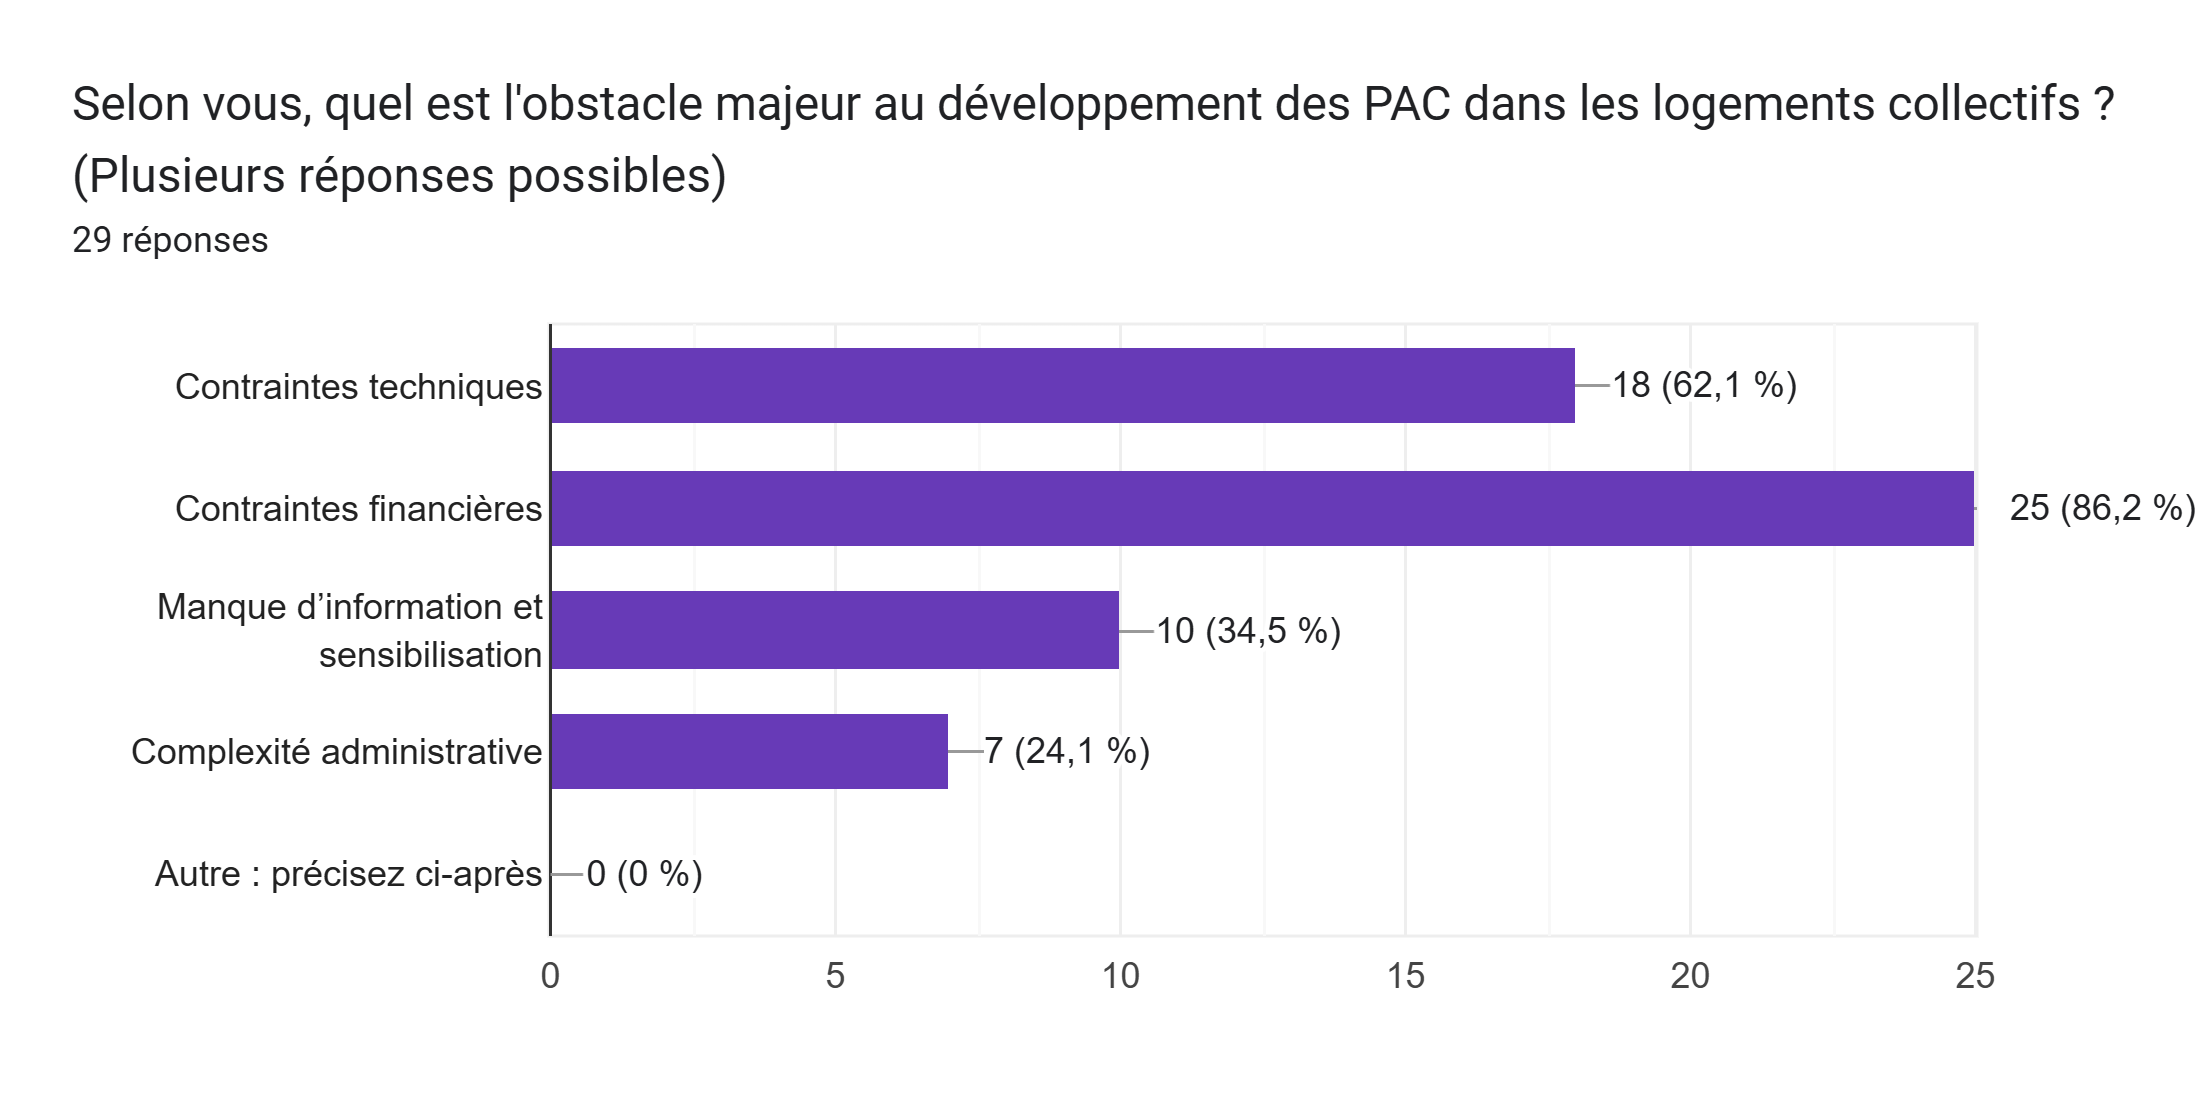 Selon vous, quel est l'obstacle majeur au développement des PAC dans les logements collectifs ?
(Plusieurs réponses possibles)
29 réponses
Contraintes techniques
18 (62,1 %)
Contraintes financières
25 (86,2 %)
Manque d’information et
sensibilisation
10 (34,5 %)
Complexité administrative
7 (24,1 %)
Autre : précisez ci-après
0 (0 %)
0 5 10 15 20 25